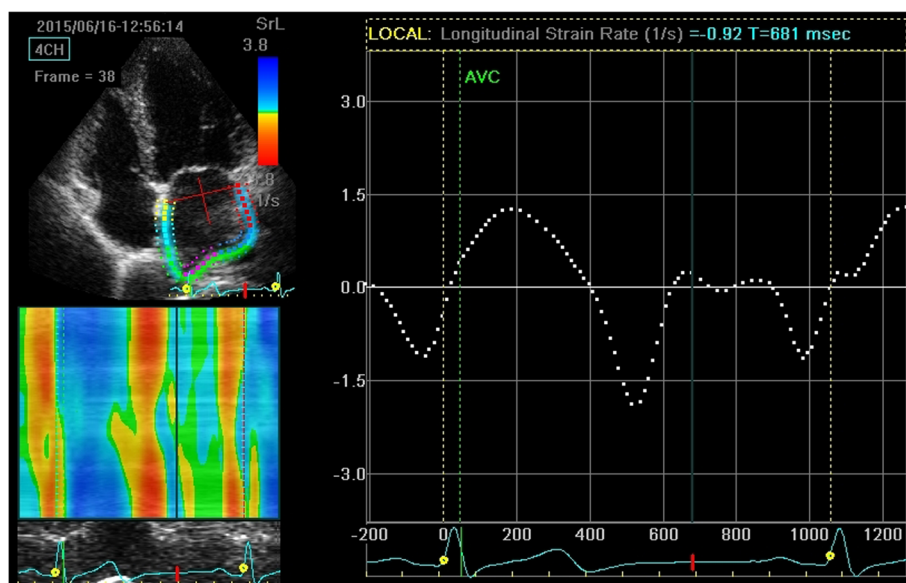 2015/06/16-12:56:14
SrL
4CH
3.8
Frame = 38
1/s
LOCAL: Longitudinal Strain Rate (1/s) =-0.92 T=681 msec
AVC
3.0
1.5
0.0
-1.5
-3.0
-200 0 200 400 600 800 1000 1200